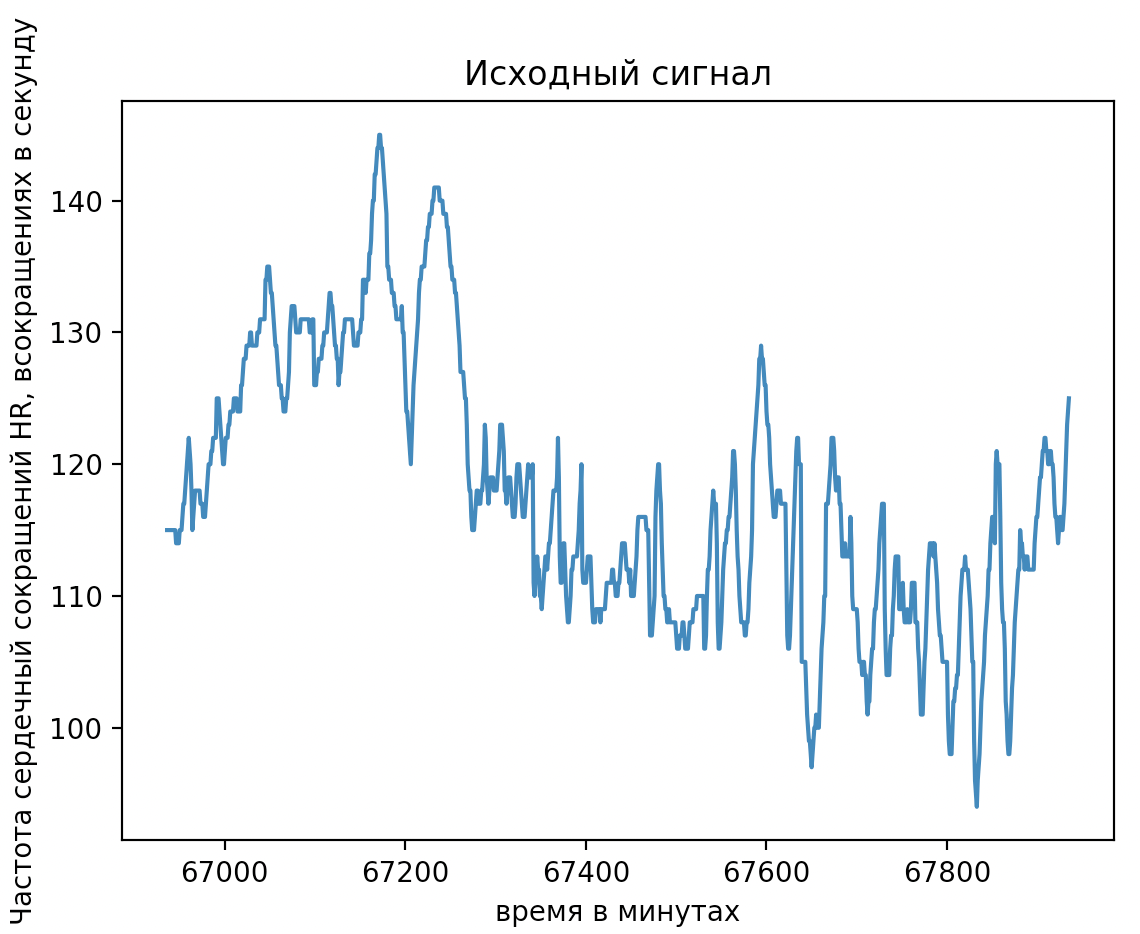 Исходный сигнал
Частота сердечный сокращений HR, всокращениях в секунду
140
130
120
110
100
67000 67200 67400 67600 67800
время в минутах